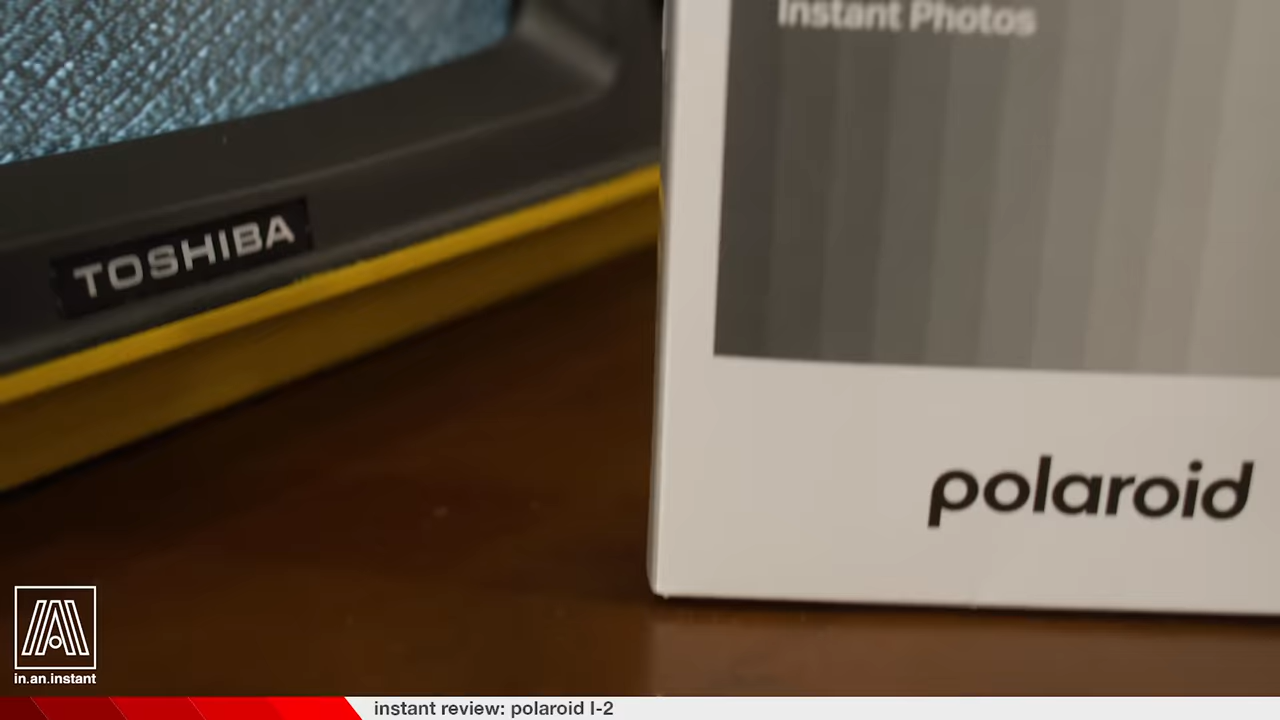 Instant Photos
TOSHIBA
polaroid
in.an.instant
instant review: polaroid I-2